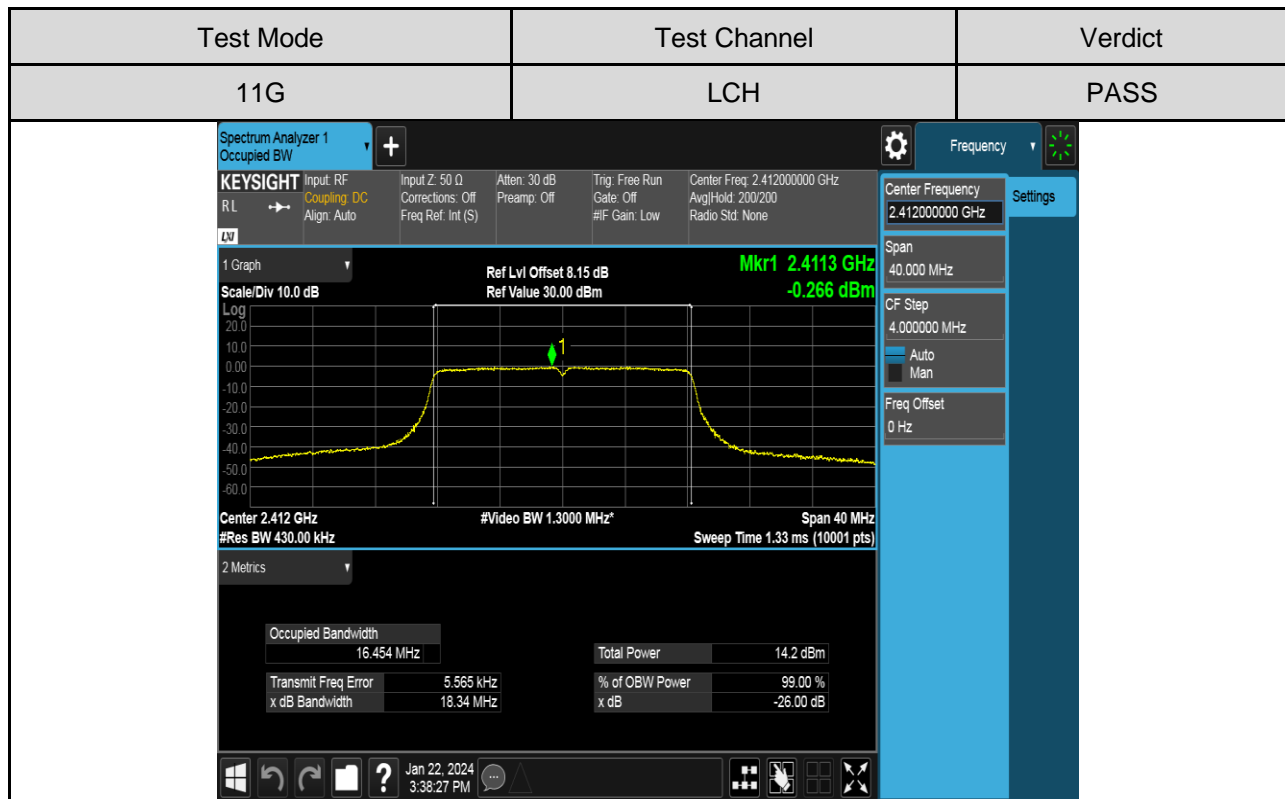 Test Mode Test Channel Verdict
11G LCH PASS
Spectrum Analyzer 1
Occupied BW
+
Frequency
KEYSIGHT Input: RF Input Z: 50 Ω Atten: 30 dB Trig: Free Run Center Freq: 2.412000000 GHz
RL Coupling: DC Corrections: Off Preamp: Off Gate: Off Avg|Hold: 200/200
Align: Auto Freq Ref: Int (S) #IF Gain: Low Radio Std: None
LXI
Center Frequency
2.412000000 GHz
Settings
Span
40.000 MHz
CF Step
4.000000 MHz
Auto
Man
Freq Offset
0 Hz
1 Graph
Ref Lvl Offset 8.15 dB Mkr1 2.4113 GHz
Scale/Div 10.0 dB Ref Value 30.00 dBm -0.266 dBm
Log
20.0
10.0
0.00
-10.0
-20.0
-30.0
-40.0
-50.0
-60.0
1
Center 2.412 GHz #Video BW 1.3000 MHz* Span 40 MHz
#Res BW 430.00 kHz Sweep Time 1.33 ms (10001 pts)
2 Metrics
Occupied Bandwidth
16.454 MHz Total Power 14.2 dBm
Transmit Freq Error 5.565 kHz % of OBW Power 99.00 %
x dB Bandwidth 18.34 MHz x dB -26.00 dB
? Jan 22, 2024
3:38:27 PM